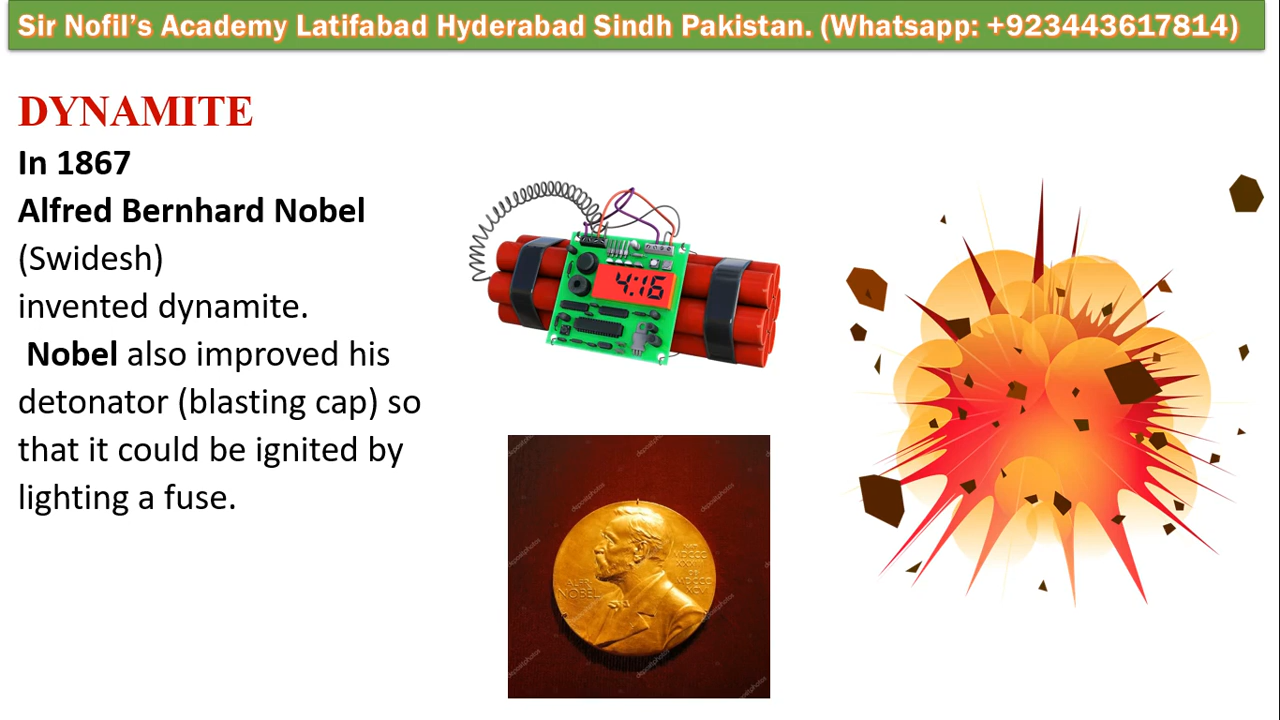 Sir Nofil’s Academy Latifabad Hyderabad Sindh Pakistan. (Whatsapp: +923443617814)
DYNAMITE
In 1867
Alfred Bernhard Nobel
(Swidesh)
invented dynamite.
Nobel also improved his
detonator (blasting cap) so
that it could be ignited by
lighting a fuse.
4:16
ALFR.
NOBEL
depositphotos